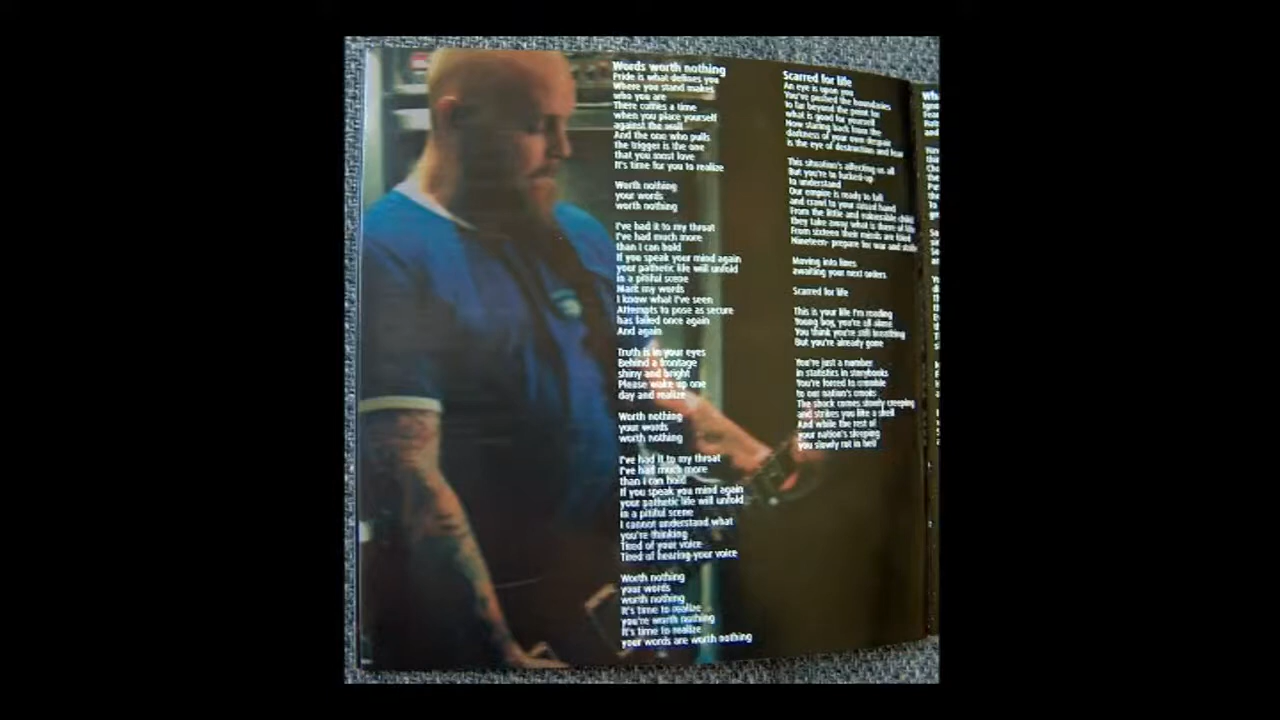 Words worth nothing
Pride is what defines you
Where you stand makes
who you are
There comes a time
when you place yourself
against the wall
And the one who pulls
the trigger is the one
that you most love
It's time for you to realize
Worth nothing
your words
worth nothing
I've had it to my throat
I've had much more
than I can hold
If you speak your mind again
your pathetic life will unfold
in a pitiful scene
Mark my words
I know what I've seen
Attempts to pose as secure
has failed once again
And again
Truth is in your eyes
Behind a frontage
shiny and bright
Please wake up one
day and realize
Worth nothing
your words
worth nothing
I've had it to my throat
I've had much more
than I can hold
If you speak you mind again
your pathetic life will unfold
in a pitiful scene
I cannot understand what
you're thinking
Tired of your voice
Tired of hearing your voice
Worth nothing
your words
worth nothing
It's time to realize
you're worth nothing
It's time to realize
your words are worth nothing
Scarred for life
An eye is upon you
You've pushed the boundaries
to far beyond the point for
what is good for yourself
Now staring back from the
darkness of your own despair
is the eye of destruction and fear
This situation's affecting us all
But you're to fucked-up
to understand
Our empire is ready to fall
and crawl to your raised hand
From the little and vulnerable child
they take away what is there of life
From sixteen their minds are
Nineteen- prepare for war and
Moving into lines
awaiting your next orders
Scarred for life
This is your life I'm reading
Young boy, you're all alone
You think you're still breathing
But you're already gone
You're just a number
in statistics in storybooks
You're forced to crumble
to our nation's crooks
The shock comes slowly creeping
and strikes you like a shell
And while the rest of
your nation's sleeping
you slowly rot in hell